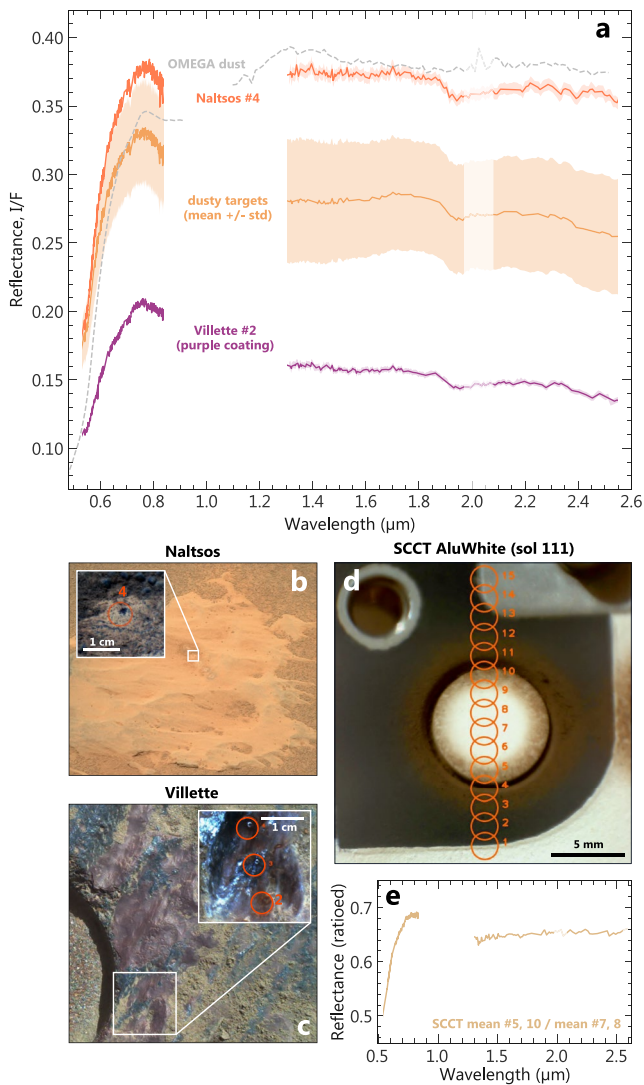 a
0.40
0.35
0.30
0.25
0.20
0.15
0.10
Reflectance, I/F
OMEGA dust
Naltsos #4
dusty targets
(mean +/- std)
Villette #2
(purple coating)
0.6 0.8 1.0 1.2 1.4 1.6 1.8 2.0 2.2 2.4 2.6
Wavelength (µm)
Naltsos
b
4
1 cm
SCCT AluWhite (sol 111)
d
15
14
13
12
11
10
9
8
7
6
5
4
3
2
1
5 mm
Villette
1 cm
2
c
e
0.7
0.6
0.5
Reflectance (ratioed)
SCCT mean #5, 10 / mean #7, 8
0.5 1.0 1.5 2.0 2.5
Wavelength (µm)